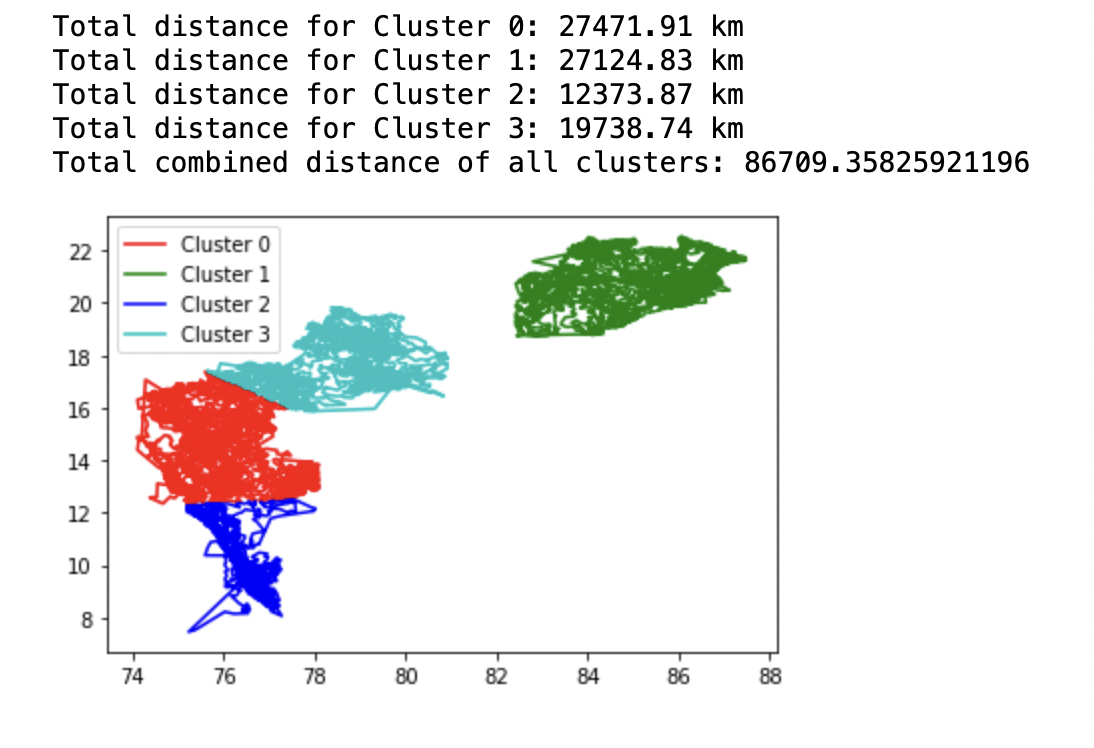 Total distance for Cluster 0: 27471.91 km
Total distance for Cluster 1: 27124.83 km
Total distance for Cluster 2: 12373.87 km
Total distance for Cluster 3: 19738.74 km
Total combined distance of all clusters: 86709.35825921196
Cluster 0
Cluster 1
Cluster 2
Cluster 3
22
20
18
16
14
12
10
8
74 76 78 80 82 84 86 88